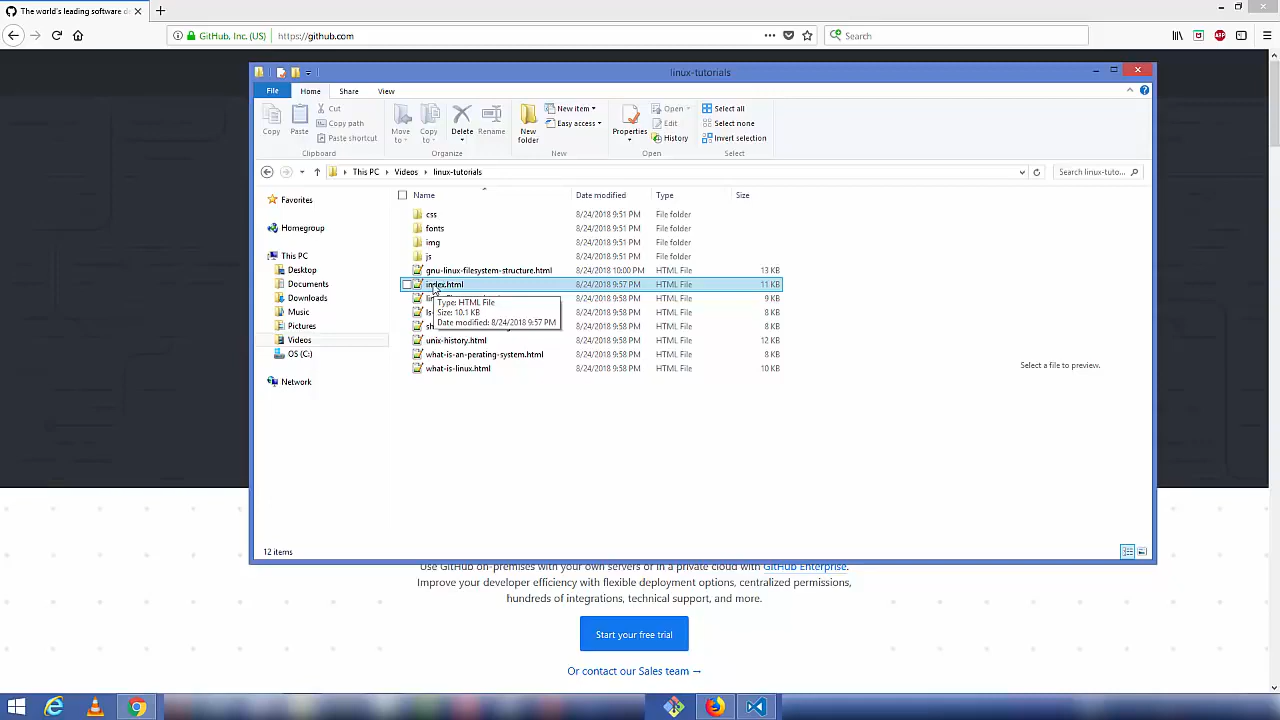 The world's leading software d
GitHub, Inc. (US)
https://github.com
Search
linux-tutorials
File
Home
Share
View
Copy
Paste
Cut
Copy path
Paste shortcut
Move to
Copy to
Delete
Rename
New folder
New item
Easy access
Properties
Open
Edit
History
Select all
Select none
Invert selection
Clipboard
Organize
New
Open
Select
This PC
Videos
linux-tutorials
Search linux-tuto...
Favorites
Homegroup
This PC
Desktop
Documents
Downloads
Music
Pictures
Videos
OS (C:)
Network
Name Date modified Type Size
css 8/24/2018 9:51 PM File folder
fonts 8/24/2018 9:51 PM File folder
img 8/24/2018 9:51 PM File folder
js 8/24/2018 9:51 PM File folder
gnu-linux-filesystem-structure.html 8/24/2018 10:00 PM HTML File 13 KB
index.html 8/24/2018 9:57 PM HTML File 11 KB
8/24/2018 9:58 PM HTML File 9 KB
8/24/2018 9:58 PM HTML File 8 KB
8/24/2018 9:58 PM HTML File 8 KB
unix-history.html 8/24/2018 9:58 PM HTML File 12 KB
what-is-an-perating-system.html 8/24/2018 9:58 PM HTML File 8 KB
what-is-linux.html 8/24/2018 9:58 PM HTML File 10 KB
Type: HTML File
Size: 10.1 KB
Date modified: 8/24/2018 9:57 PM
Select a file to preview.
12 items
Use GitHub on-premises with your own servers or in a private cloud with GitHub Enterprise.
Improve your developer efficiency with flexible deployment options, centralized permissions,
hundreds of integrations, technical support, and more.
Start your free trial
Or contact our Sales team →